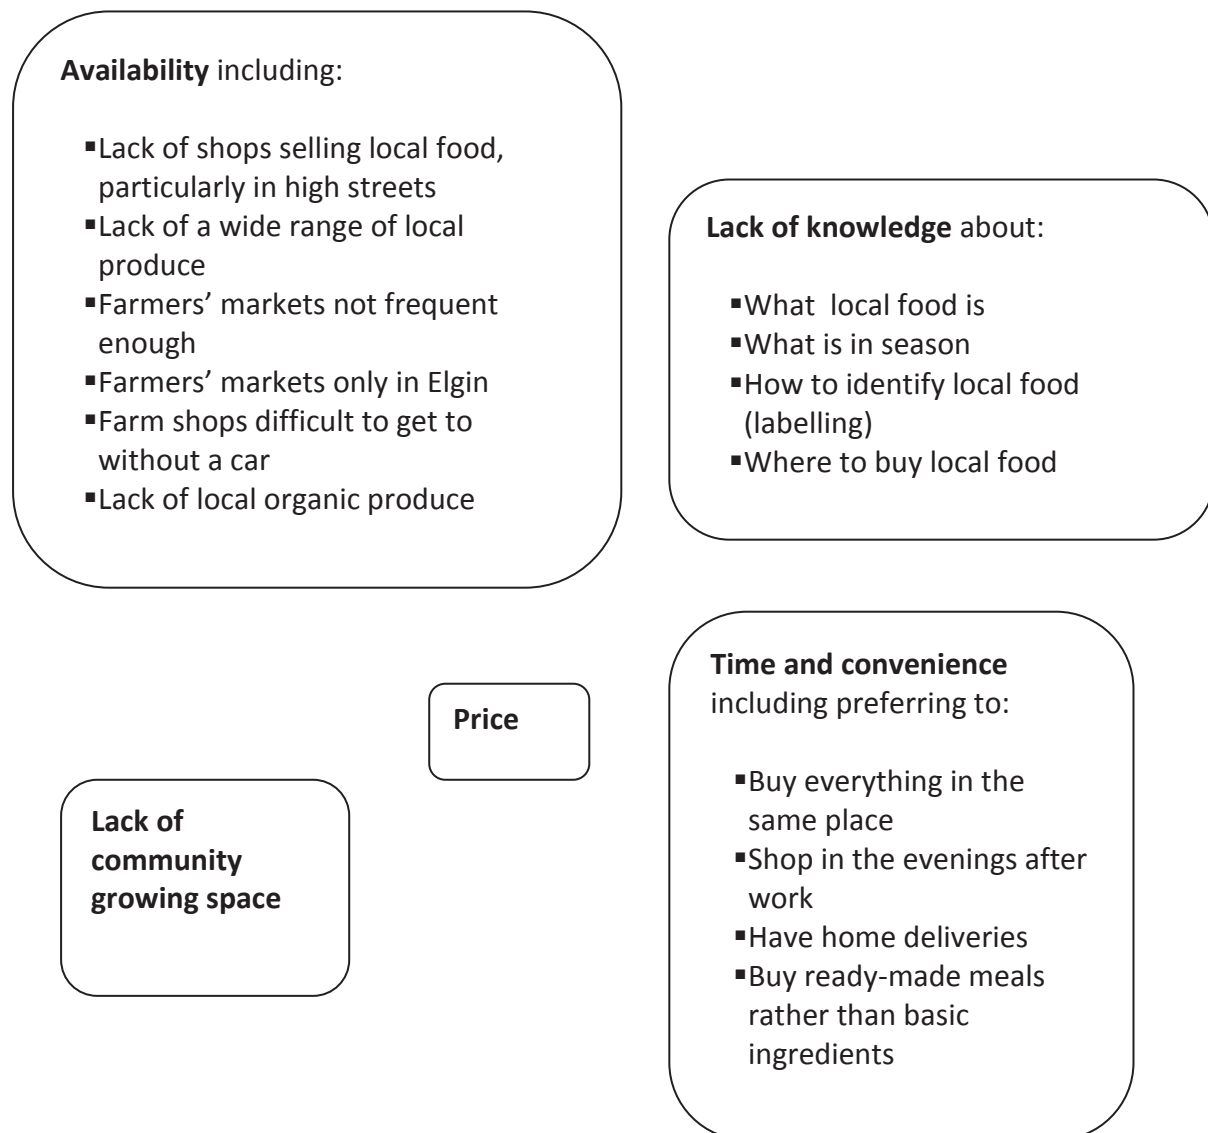 Availability including:
▪Lack of shops selling local food,
particularly in high streets
▪Lack of a wide range of local
produce
▪Farmers’ markets not frequent
enough
▪Farmers’ markets only in Elgin
▪Farm shops difficult to get to
without a car
▪Lack of local organic produce
Lack of knowledge about:
▪What  local food is
▪What is in season
▪How to identify local food
(labelling)
▪Where to buy local food
Price
Lack of
community
growing space
Time and convenience
including preferring to:
▪Buy everything in the
same place
▪Shop in the evenings after
work
▪Have home deliveries
▪Buy ready-made meals
rather than basic
ingredients